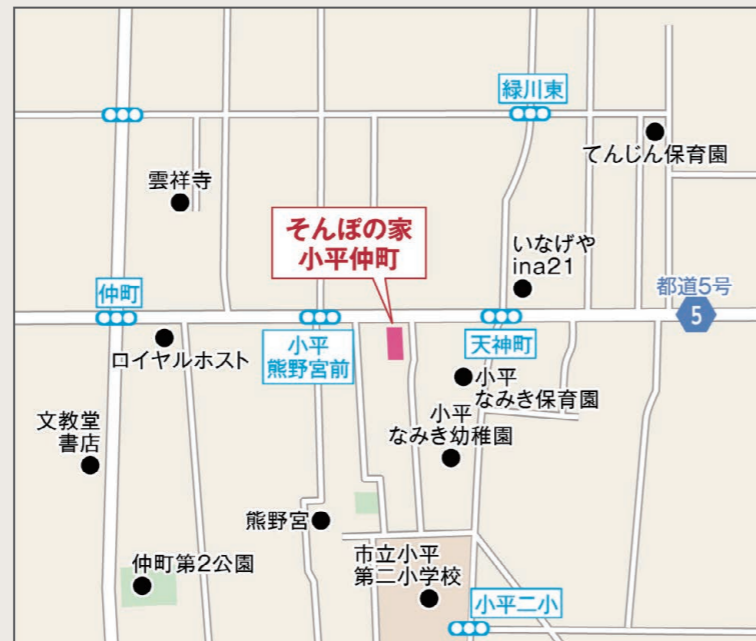 緑川東
てんじん保育園
雲祥寺
そんぽの家
小平仲町
いなげや
ina21
都道5号
5
仲町
小平
熊野宮前
天神町
ロイヤルホスト
小平
なみき保育園
文教堂
書店
小平
なみき幼稚園
熊野宮
市立小平
第二小学校
仲町第2公園
小平二小